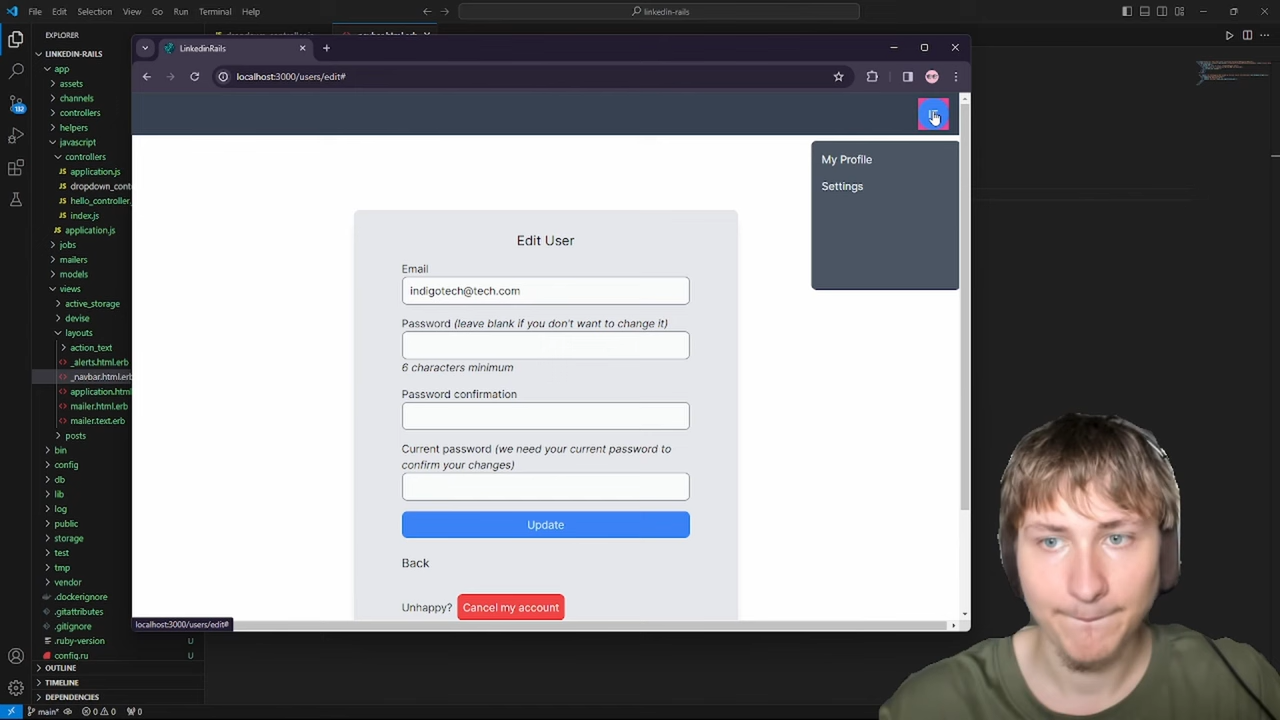 File Edit Selection View Go Run Terminal Help
linkedin-rails
EXPLORER
LINKEDIN-RAILS
app
assets
channels
controllers
helpers
javascript
controllers
application.js
dropdown_cont
hello_controller.
index.js
application.js
jobs
mailers
models
views
active_storage
devise
layouts
action_text
_alerts.html.erb
_navbar.html.erb
application.html
mailer.html.erb
mailer.text.erb
posts
bin
config
db
lib
log
public
storage
test
tmp
vendor
.dockerignore
.gitattributes
.gitignore
.ruby-version U
config.ru U
OUTLINE
TIMELINE
DEPENDENCIES
132
main* 0 0 0
LinkedinRails
localhost:3000/users/edit#
My Profile
Settings
Edit User
Email
indigotech@tech.com
Password (leave blank if you don't want to change it)
6 characters minimum
Password confirmation
Current password (we need your current password to
confirm your changes)
Update
Back
Unhappy? Cancel my account
localhost:3000/users/edit#